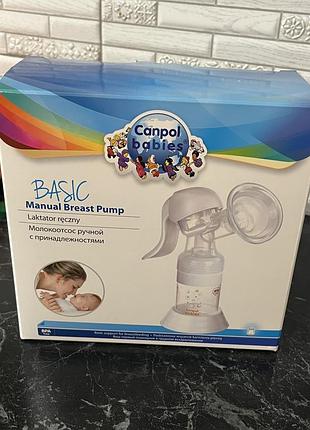 Canpol
babies
BASIC
Manual Breast Pump
Laktator ręczny
Молокоотсос ручной
с принадлежностями
BPA